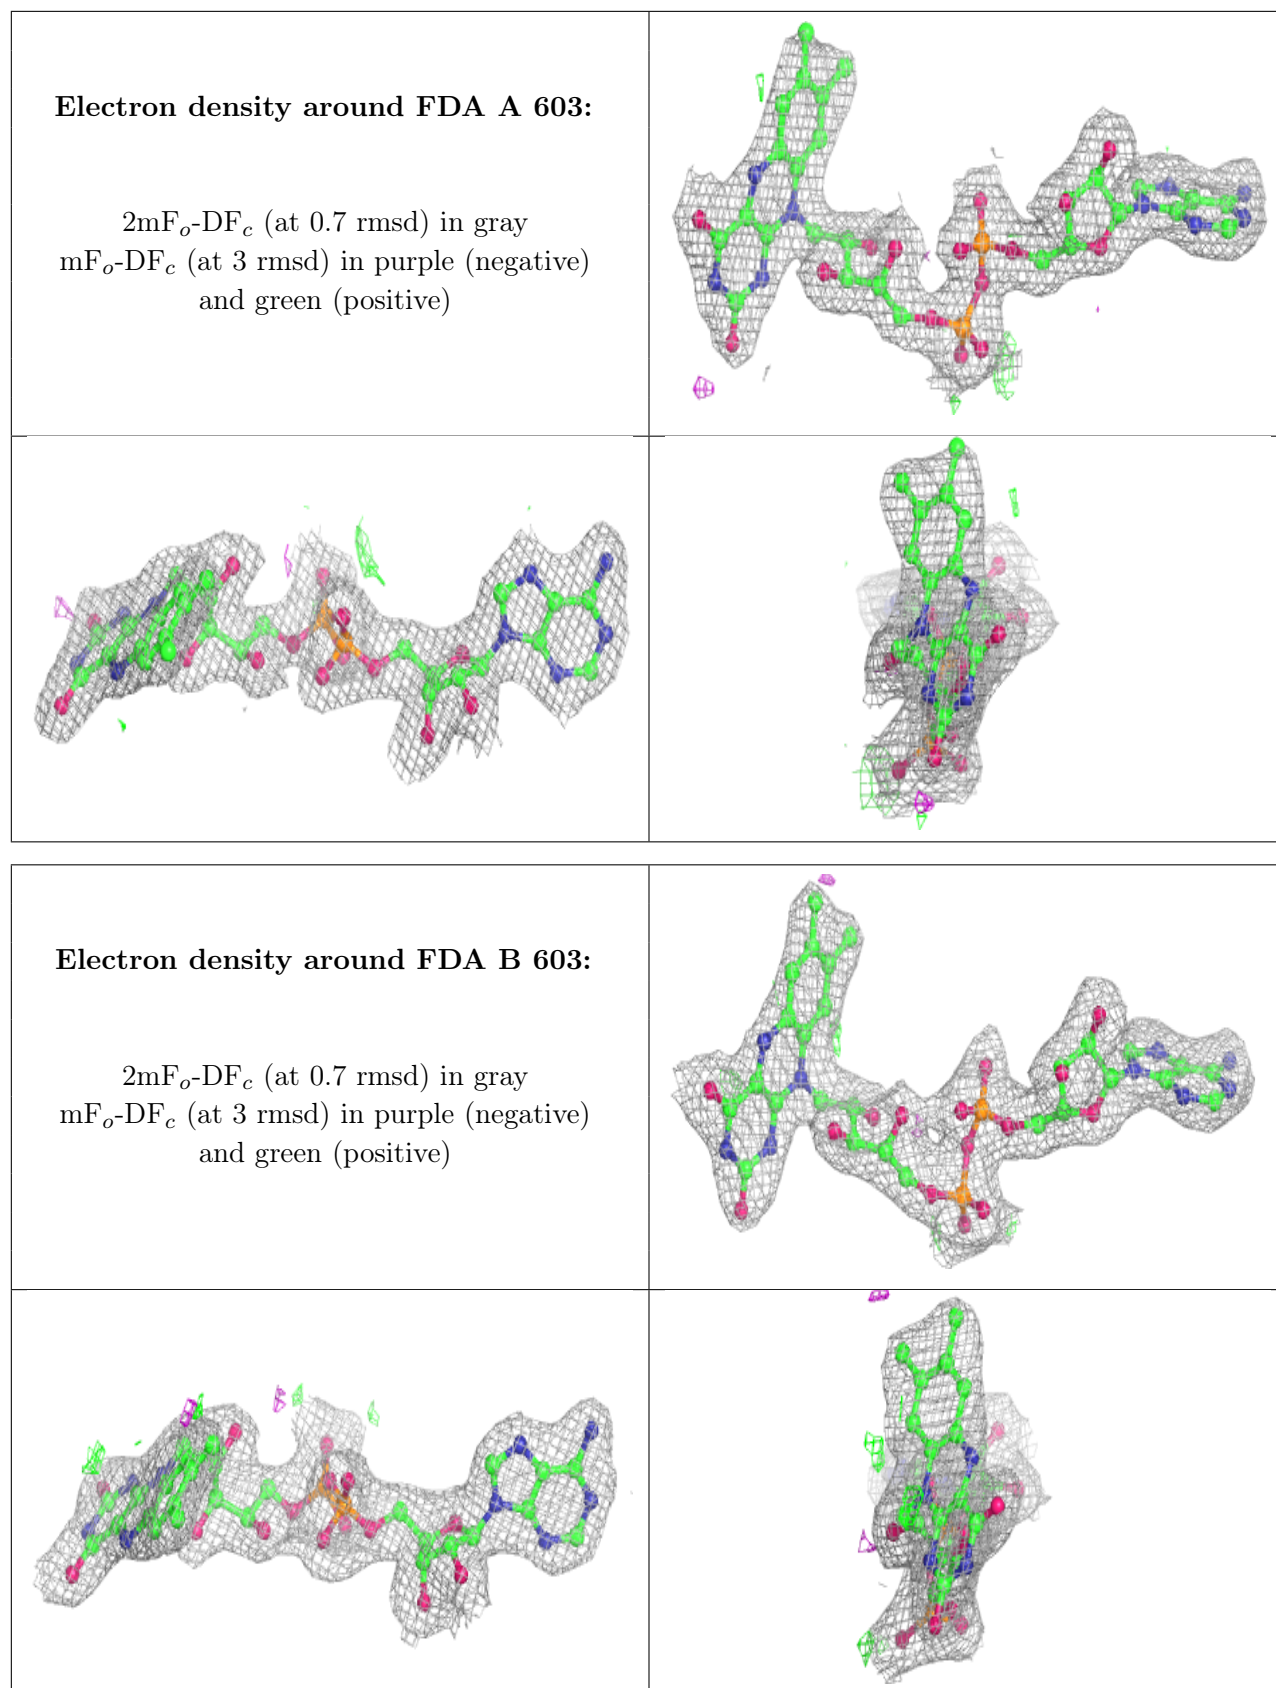 Electron density around FDA A 603:
2mFo-DFc (at 0.7 rmsd) in gray
mFo-DFc (at 3 rmsd) in purple (negative)
and green (positive)
Electron density around FDA B 603:
2mFo-DFc (at 0.7 rmsd) in gray
mFo-DFc (at 3 rmsd) in purple (negative)
and green (positive)